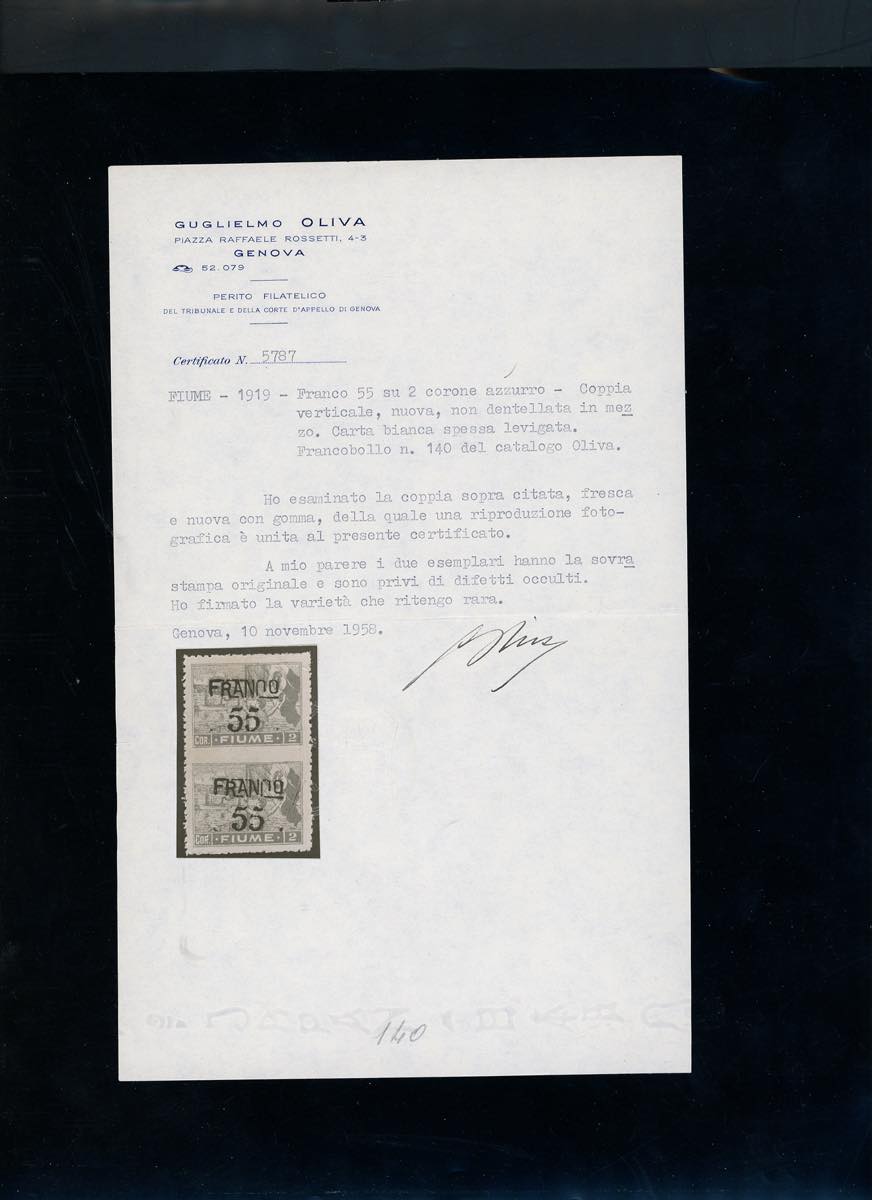 GUGLIELMO OLIVA
PIAZZA RAFFAELE ROSSETTI, 4-3
GENOVA
52.079
PERITO FILATELICO
DEL TRIBUNALE E DELLA CORTE D'APPELLO DI GENOVA
Certificato N. 5787
FIUME - 1919 - Franco 55 su 2 corone azzurro - Coppia
verticale, nuova, non dentellata in mez
zo. Carta bianca spessa levigata.
Francobollo n. 140 del catalogo Oliva.
Ho esaminato la coppia sopra citata, fresca
e nuova con gomma, della quale una riproduzione foto-
grafica è unita al presente certificato.
A mio parere i due esemplari hanno la sovra
stampa originale e sono privi di difetti occulti.
Ho firmato la varietà che ritengo rara.
Genova, 10 novembre 1958.
FRANCO
55
COR. FIUME 2
FRANCO
55
COR. FIUME 2
140